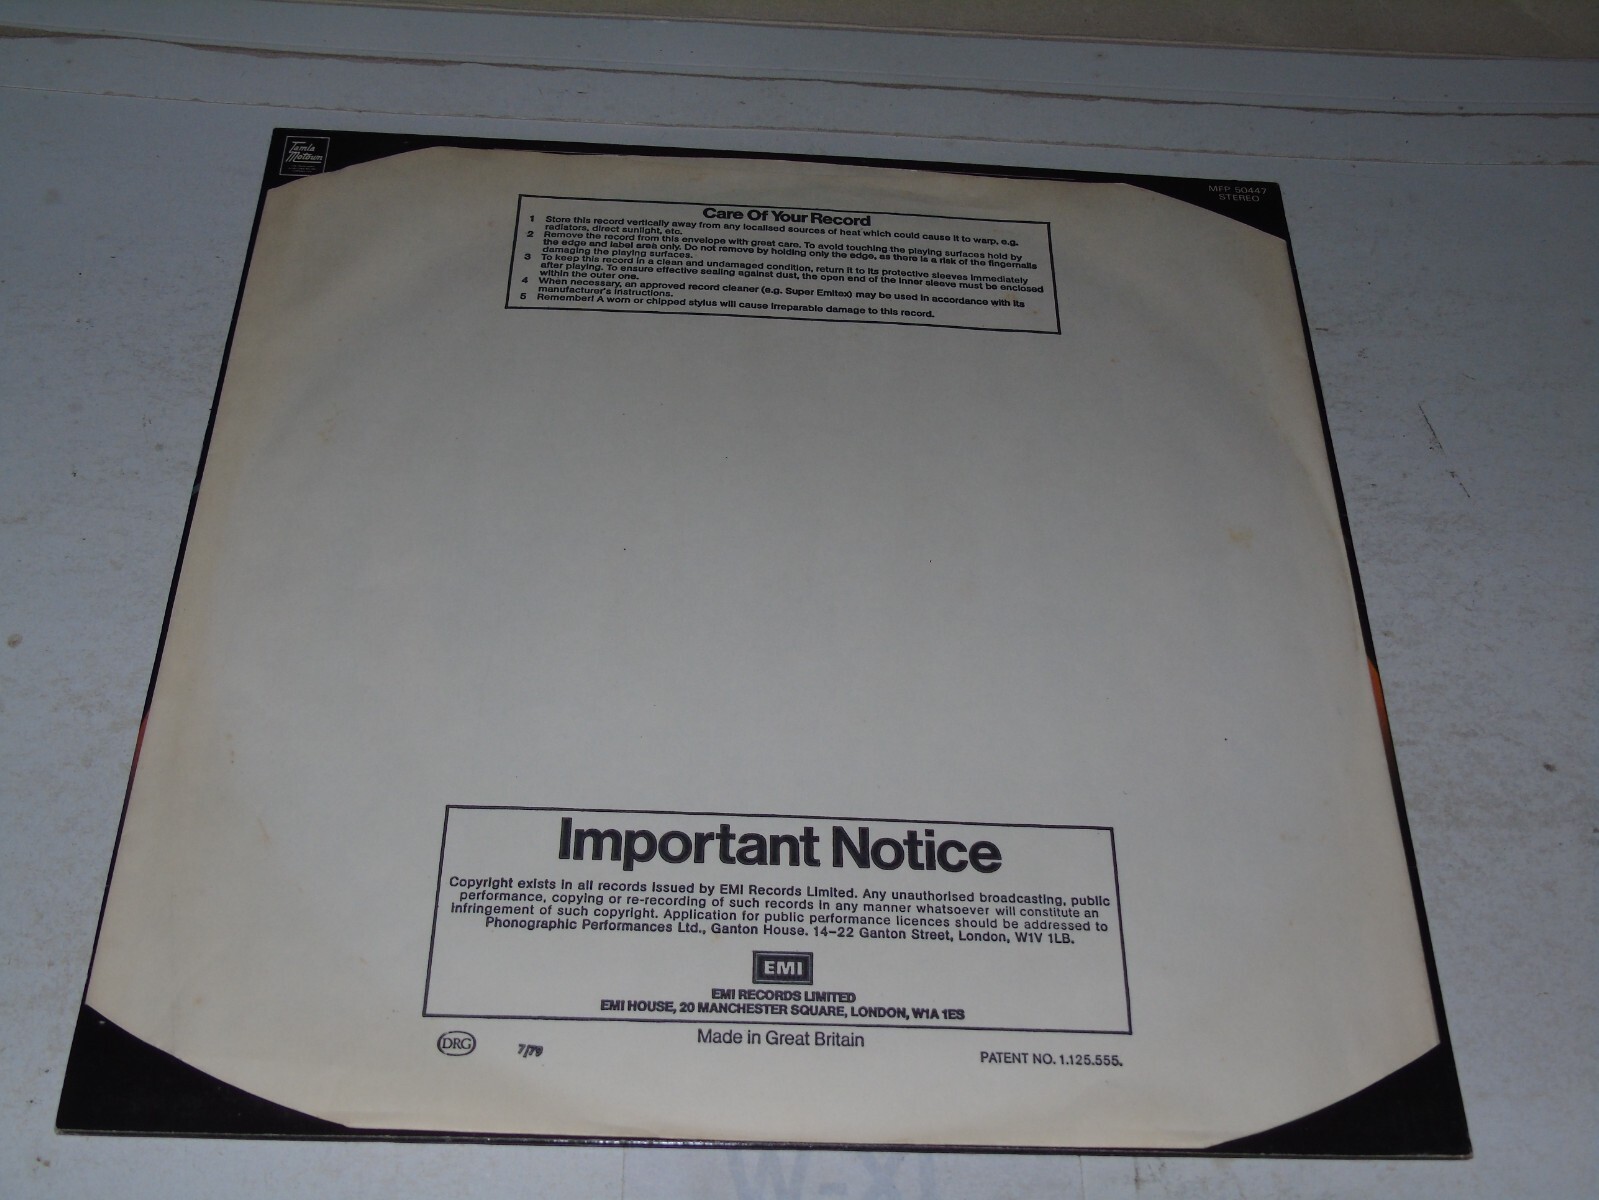 Tamla
Motown
MFP 50447
STEREO
Care Of Your Record
1 Store this record vertically away from any localised sources of heat which could cause it to warp, e.g.
radiators, direct sunlight, etc.
2 Remove the record from this envelope with great care. To avoid touching the playing surfaces hold by
the edge and label area only. Do not remove by holding only the edge, as there is a risk of the fingernails
damaging the playing surfaces.
3 To keep this record in a clean and undamaged condition, return it to its protective sleeves immediately
after playing. To ensure effective sealing against dust, the open end of the inner sleeve must be enclosed
within the outer one.
4 When necessary, an approved record cleaner (e.g. Super Emitex) may be used in accordance with its
manufacturer's instructions.
5 Remember! A worn or chipped stylus will cause irreparable damage to this record.
Important Notice
Copyright exists in all records issued by EMI Records Limited. Any unauthorised broadcasting, public
performance, copying or re-recording of such records in any manner whatsoever will constitute an
infringement of such copyright. Application for public performance licences should be addressed to
Phonographic Performances Ltd., Ganton House. 14–22 Ganton Street, London, W1V 1LB.
EMI
EMI RECORDS LIMITED
EMI HOUSE, 20 MANCHESTER SQUARE, LONDON, W1A 1ES
DRG 7/79 Made in Great Britain PATENT NO. 1.125.555.